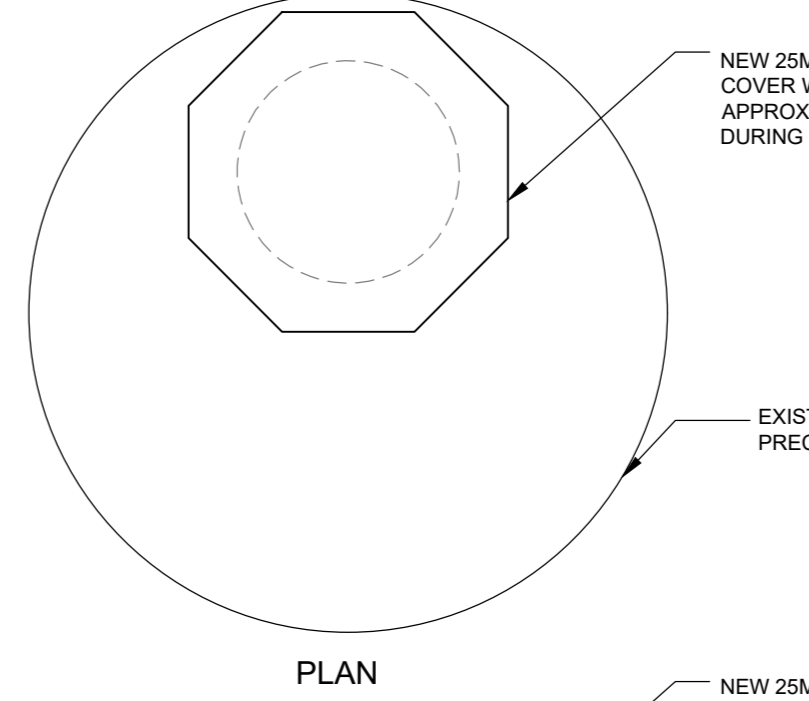 NEW 25M
COVER W
APPROX
DURING
EXIST
PREC
PLAN
NEW 25M